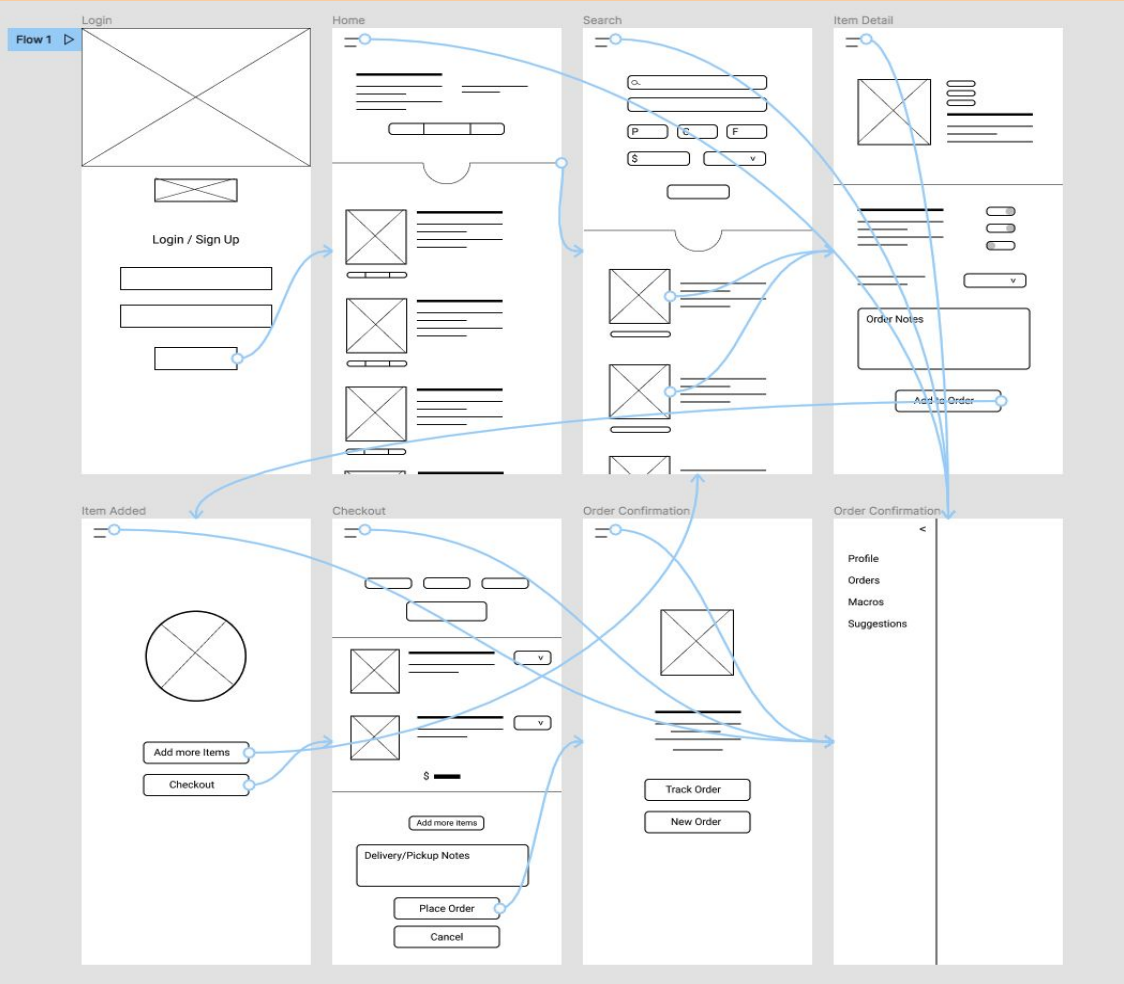 Login
Home
Search
Item Detail
Flow 1
P
C
F
$
v
Login / Sign Up
v
Order Notes
Add to Order
Item Added
Checkout
Order Confirmation
Order Confirmation
<
Profile
Orders
Macros
Suggestions
v
v
Add more Items
Checkout
$
Add more items
Delivery/Pickup Notes
Place Order
Cancel
Track Order
New Order